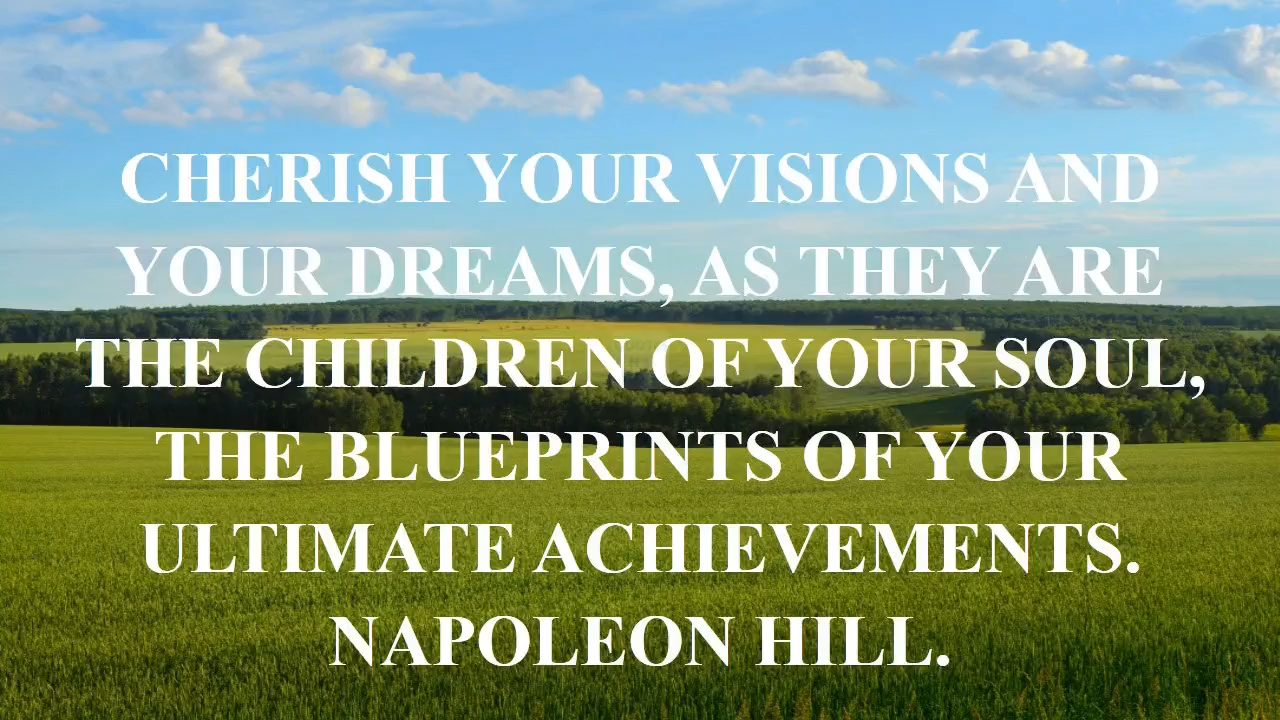 CHERISH YOUR VISIONS AND
YOUR DREAMS, AS THEY ARE
THE CHILDREN OF YOUR SOUL,
THE BLUEPRINTS OF YOUR
ULTIMATE ACHIEVEMENTS.
NAPOLEON HILL.